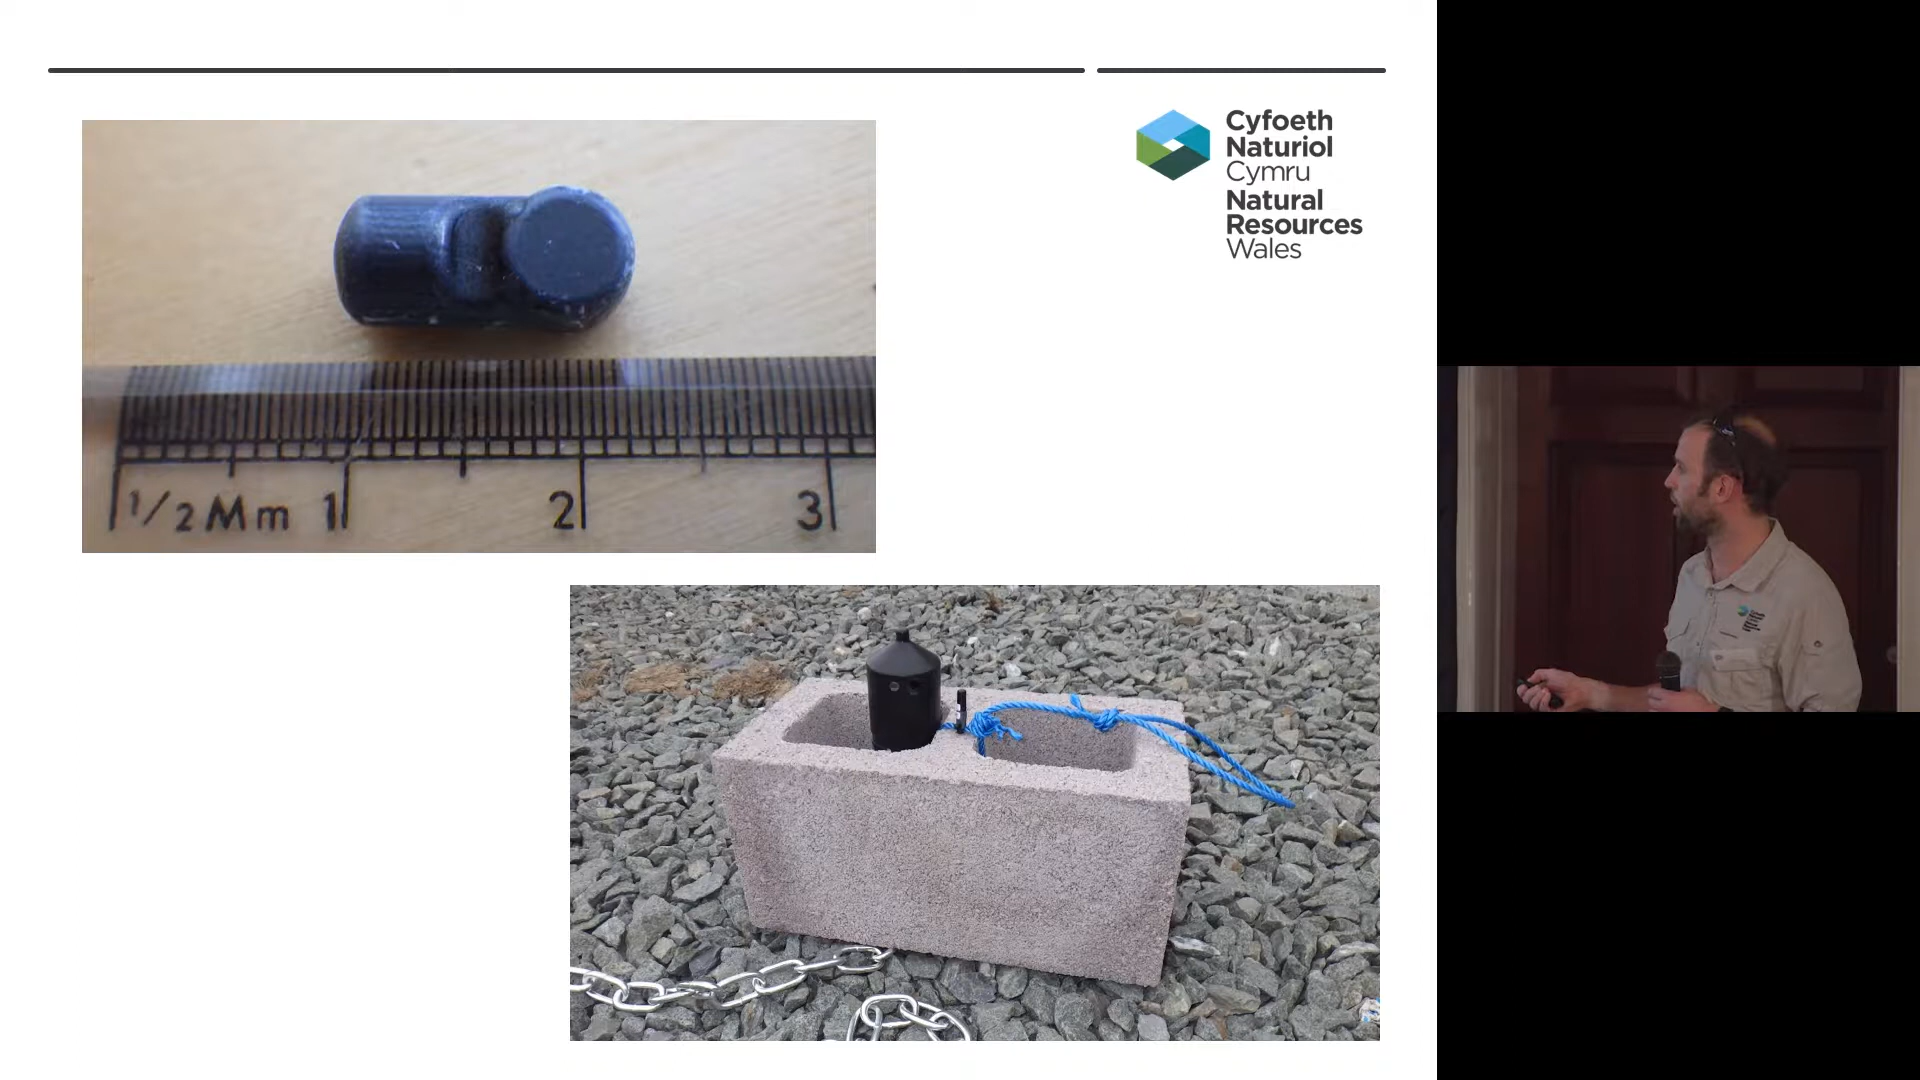 Cyfoeth
Naturiol
Cymru
Natural
Resources
Wales
1/2 Mm 1 2 3